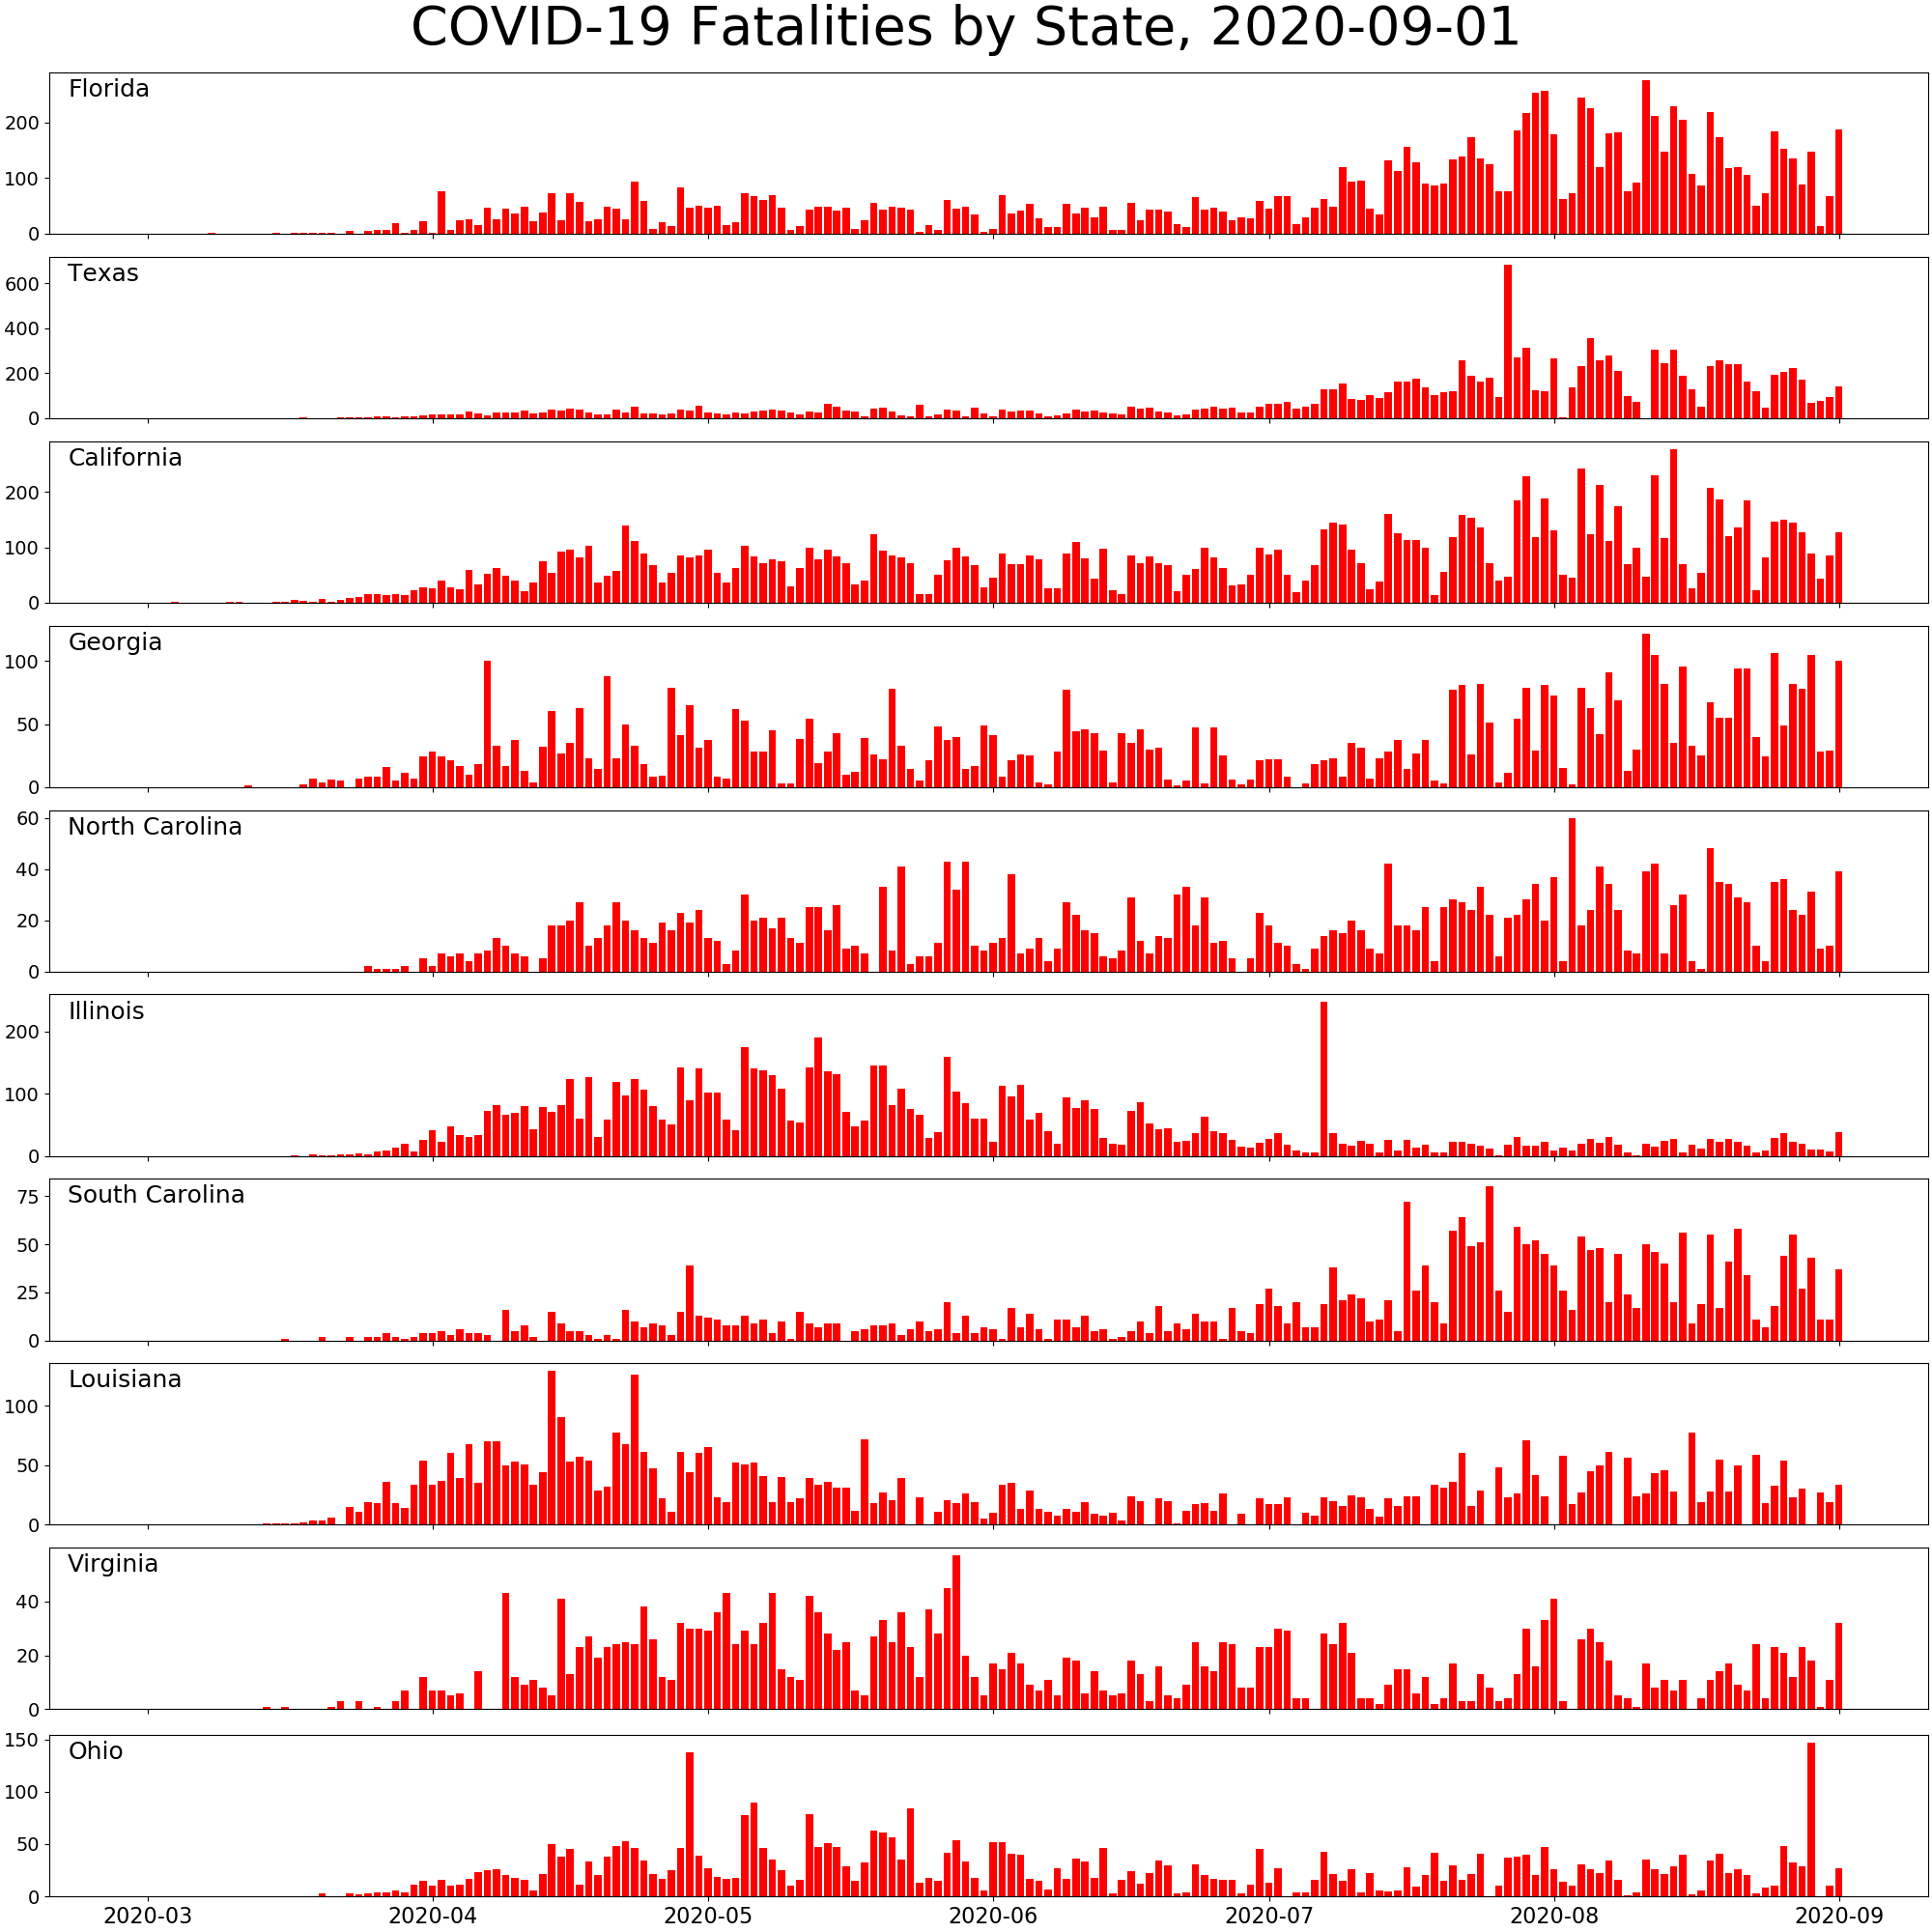 COVID-19 Fatalities by State, 2020-09-01
Florida
200
100
0
Texas
600
400
200
0
California
200
100
0
Georgia
100
50
0
North Carolina
60
40
20
0
Illinois
200
100
0
South Carolina
75
50
25
0
Louisiana
100
50
0
Virginia
40
20
0
Ohio
150
100
50
0
2020-03 2020-04 2020-05 2020-06 2020-07 2020-08 2020-09